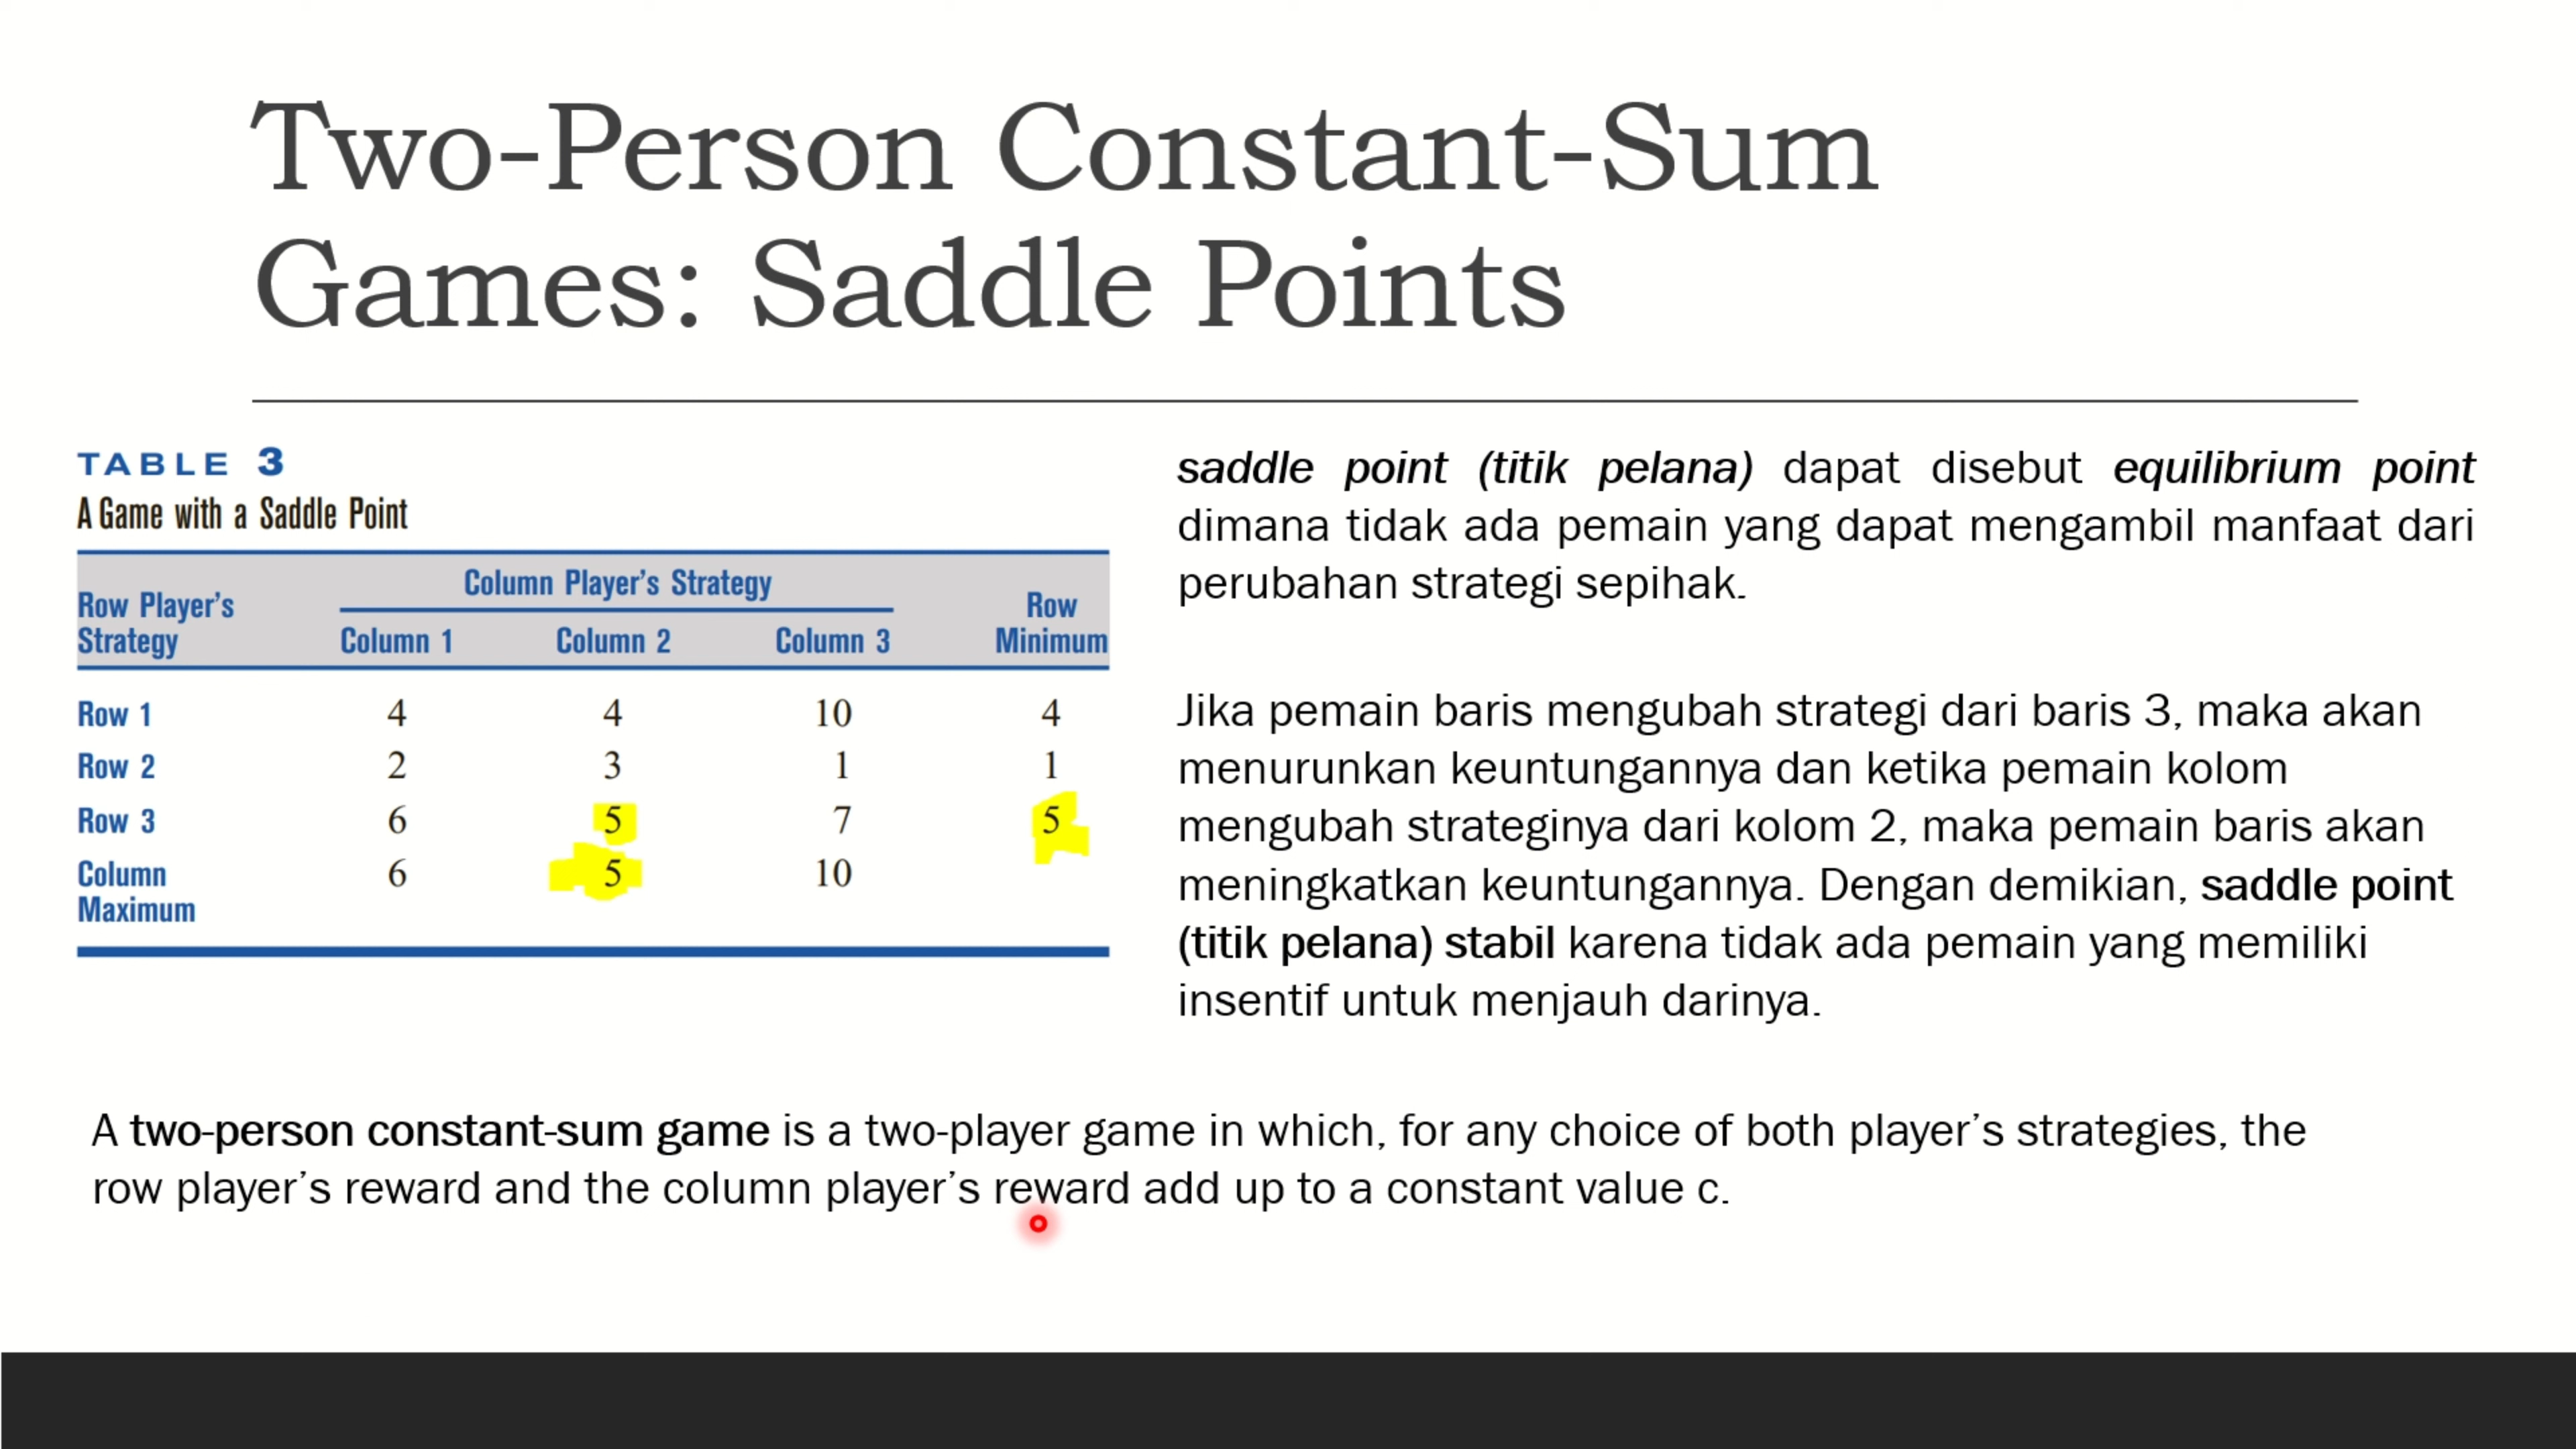 Two-Person Constant-Sum
Games: Saddle Points
TABLE 3
A Game with a Saddle Point
Row Player's Strategy Column Player's Strategy Row Minimum
Column 1 Column 2 Column 3
Row 1 4 4 10 4
Row 2 2 3 1 1
Row 3 6 5 7 5
Column Maximum 6 5 10
saddle point (titik pelana) dapat disebut equilibrium point
dimana tidak ada pemain yang dapat mengambil manfaat dari
perubahan strategi sepihak.
Jika pemain baris mengubah strategi dari baris 3, maka akan
menurunkan keuntungannya dan ketika pemain kolom
mengubah strateginya dari kolom 2, maka pemain baris akan
meningkatkan keuntungannya. Dengan demikian, saddle point
(titik pelana) stabil karena tidak ada pemain yang memiliki
insentif untuk menjauh darinya.
A two-person constant-sum game is a two-player game in which, for any choice of both player's strategies, the
row player's reward and the column player's reward add up to a constant value c.